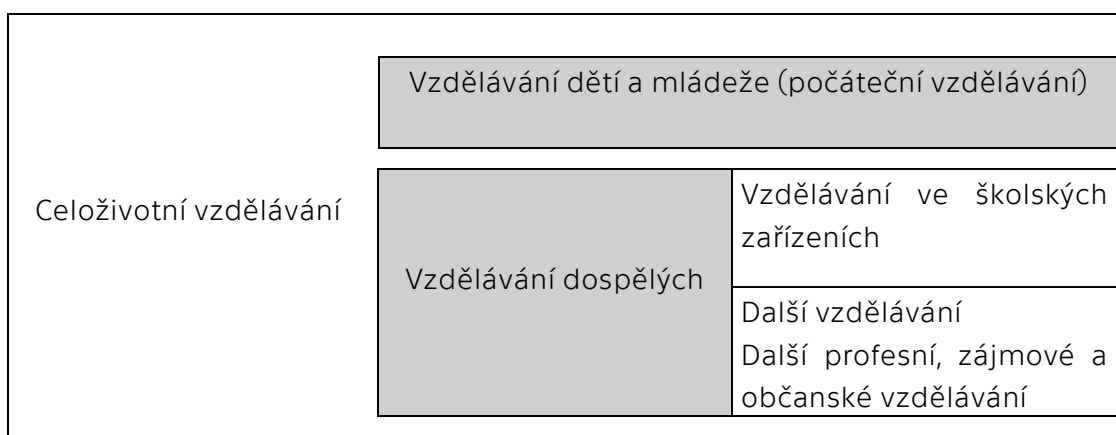 Vzdělávání dětí a mládeže (počáteční vzdělávání)
Celoživotní vzdělávání
Vzdělávání dospělých
Vzdělávání ve školských
zařízeních
Další vzdělávání
Další profesní, zájmové a
občanské vzdělávání